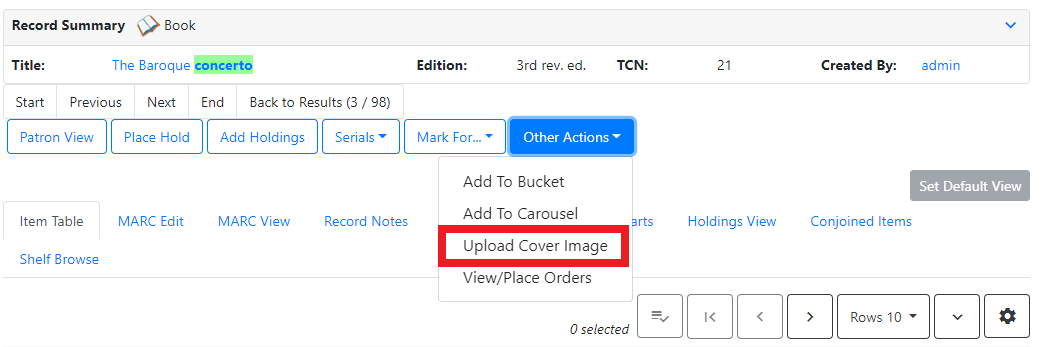 Record Summary Book
Title: The Baroque concerto Edition: 3rd rev. ed. TCN: 21 Created By: admin
Start Previous Next End Back to Results (3 / 98)
Patron View Place Hold Add Holdings Serials Mark For... Other Actions
Add To Bucket
Set Default View
Add To Carousel
Item Table MARC Edit MARC View Record Notes arts Holdings View Conjoined Items
Upload Cover Image
Shelf Browse
View/Place Orders
0 selected Rows 10